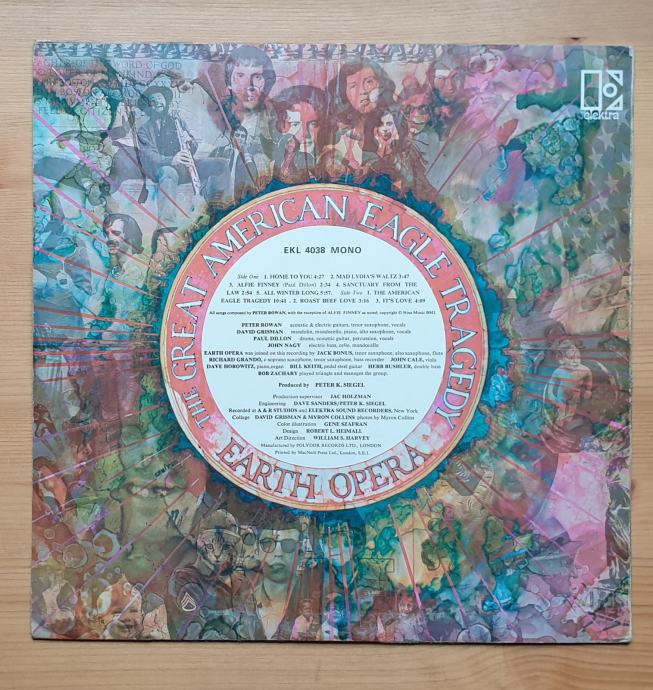 WORD OF GOD
elektra
THE GREAT AMERICAN EAGLE TRAGEDY
EKL 4038 MONO
Side One 1. HOME TO YOU 4:27 2. MAD LYDIA'S WALTZ 3:47
3. ALFIE FINNEY (Paul Dillon) 2:34 4. SANCTUARY FROM THE
LAW 2:54 5. ALL WINTER LONG 5:57. Side Two 1. THE AMERICAN
EAGLE TRAGEDY 10:41 . 2. ROAST BEEF LOVE 3:16 3. IT'S LOVE 4:09
All songs composed by PETER ROWAN, with the exception of ALFIE FINNEY as noted, copyright © Nina Music BMI
PETER ROWAN acoustic & electric guitars, tenor saxophone, vocals
DAVID GRISMAN mandolin, mandocello, piano, alto saxophone, vocals
PAUL DILLON drums, acoustic guitar, percussion, vocals
JOHN NAGY electric bass, cello, mandocello
EARTH OPERA was joined on this recording by JACK BONUS, tenor saxophone, alto saxophone, flute
RICHARD GRANDO, soprano saxophone, tenor saxophone, bass recorder JOHN CALE, viola
DAVE HOROWITZ, piano, organ BILL KEITH, pedal steel guitar HERB BUSHLER, double bass
BOB ZACHARY played triangle and manages the group.
Produced by PETER K. SIEGEL
Production supervisor JAC HOLZMAN
Engineering DAVE SANDERS/PETER K. SIEGEL
Recorded at A & R STUDIOS and ELEKTRA SOUND RECORDERS, New York
Collage DAVID GRISMAN & MYRON COLLINS photos by Myron Collins
Color illustration GENE SZAFRAN
Design ROBERT L. HEIMALL
Art Direction WILLIAM S. HARVEY
Manufactured by POLYDOR RECORDS LTD., LONDON
Printed by MacNeill Press Ltd., London, S.E.1.
EARTH OPERA